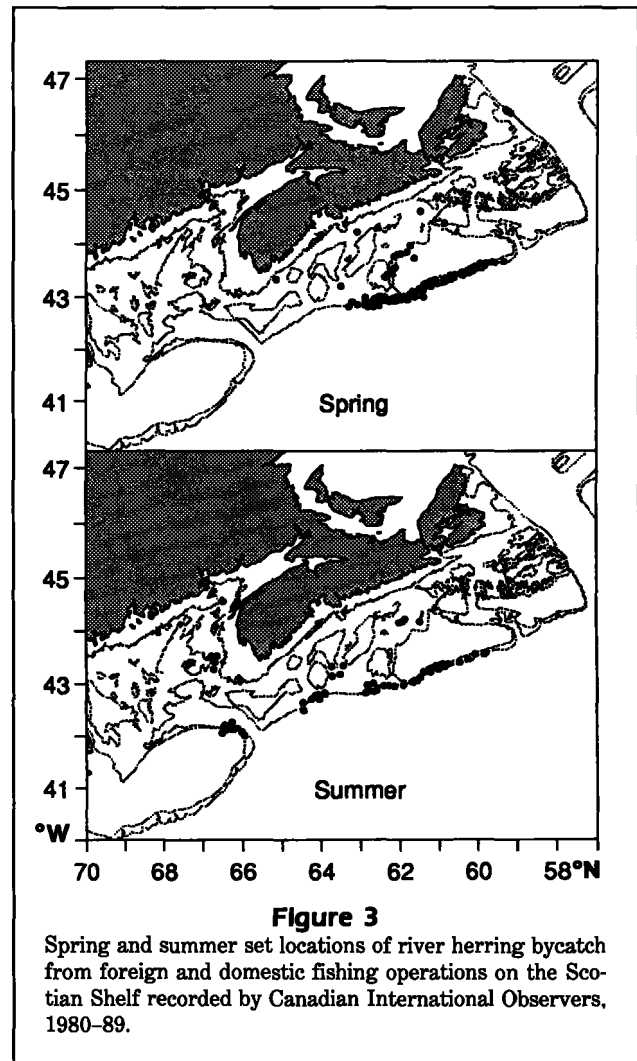 47
45
43
41
Spring
47
45
43
41
Summer
°W
70 68 66 64 62 60 58°N
Figure 3
Spring and summer set locations of river herring bycatch
from foreign and domestic fishing operations on the Sco-
tian Shelf recorded by Canadian International Observers,
1980–89.